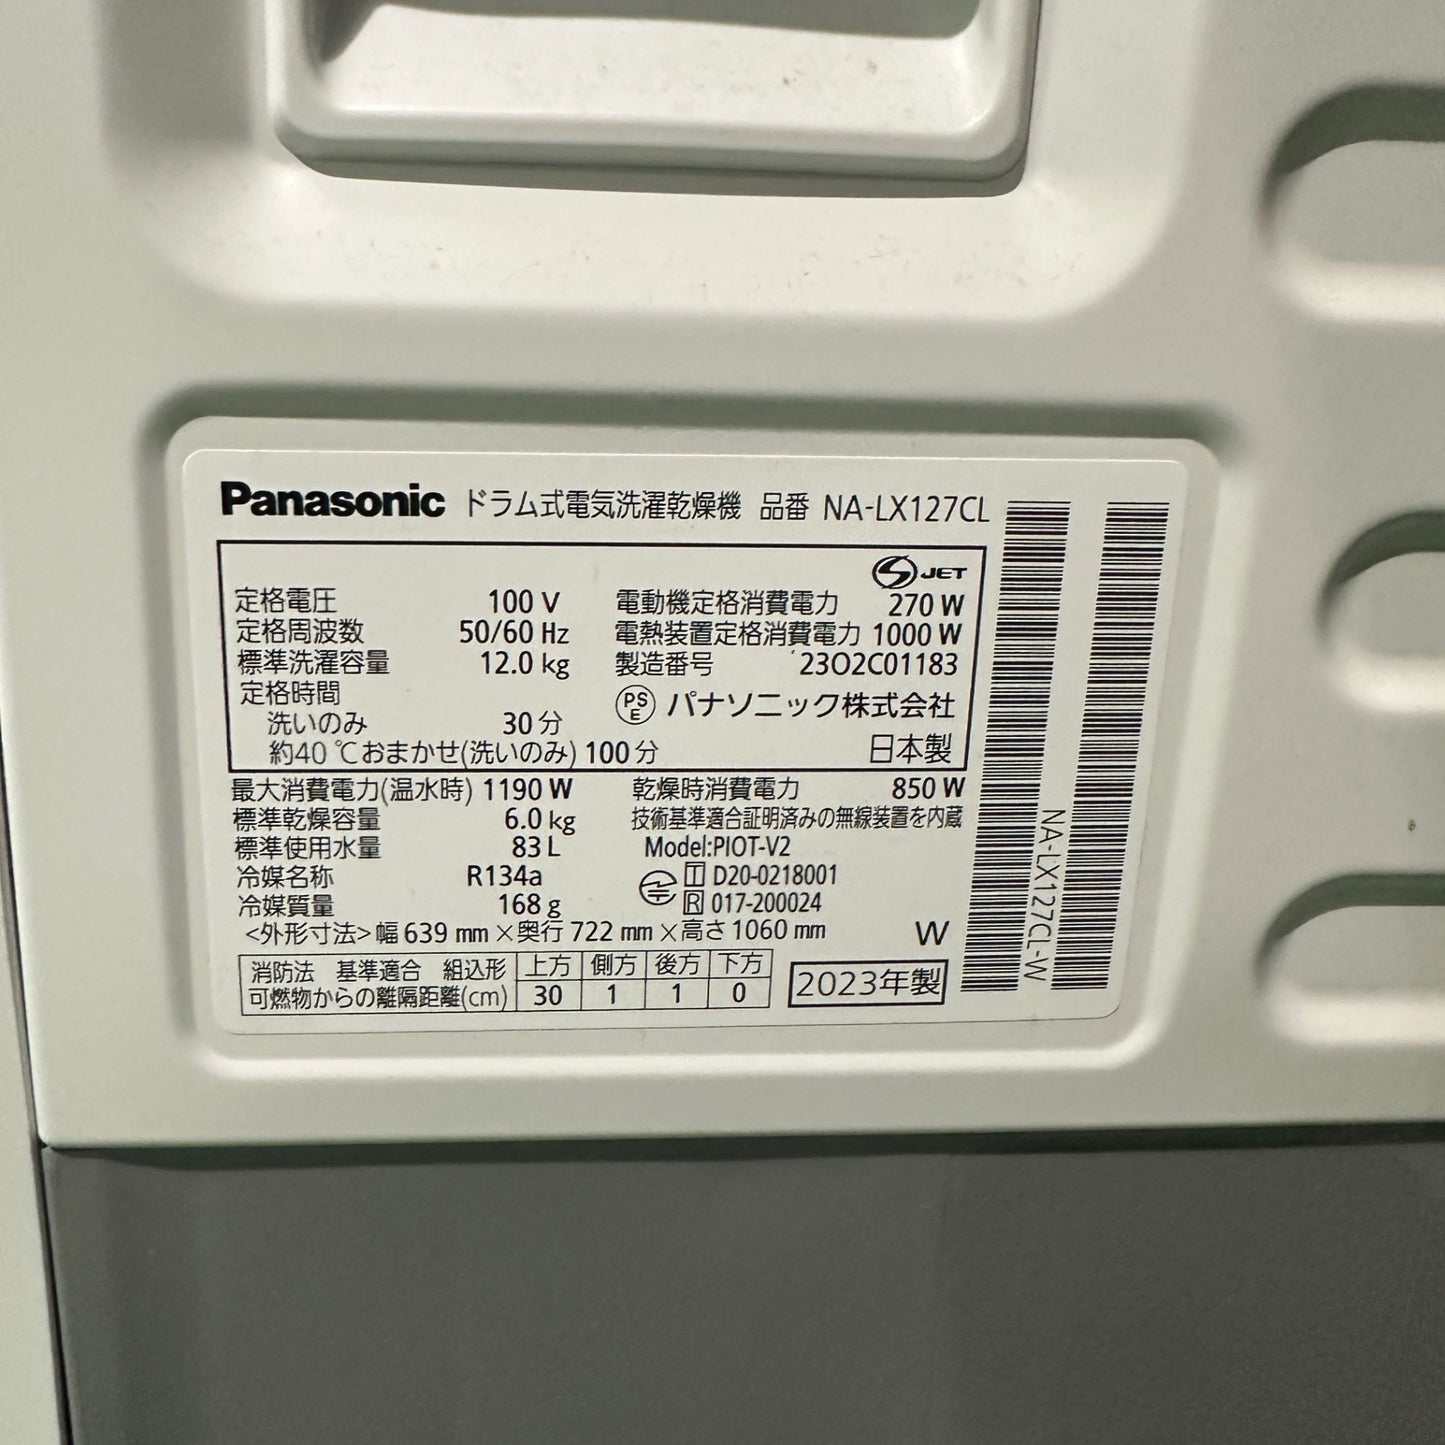 Panasonic ドラム式電気洗濯乾燥機 品番 NA-LX127CL
JET
定格電圧 100 V 電動機定格消費電力 270 W
定格周波数 50/60 Hz 電熱装置定格消費電力 1000 W
標準洗濯容量 12.0 kg 製造番号 23O2C01183
定格時間
洗いのみ 30 分 PSE パナソニック株式会社
約40 ℃おまかせ(洗いのみ) 100 分 日本製
最大消費電力(温水時) 1190 W 乾燥時消費電力 850 W
標準乾燥容量 6.0 kg 技術基準適合証明済みの無線装置を内蔵
標準使用水量 83 L Model:PIOT-V2
冷媒名称 R134a T D20-0218001
冷媒質量 168 g R 017-200024
<外形寸法>幅 639 mm×奥行 722 mm×高さ 1060 mm W
消防法 基準適合 組込形 上方 側方 後方 下方
可燃物からの離隔距離(cm) 30 1 1 0 2023年製
NA-LX127CL-W